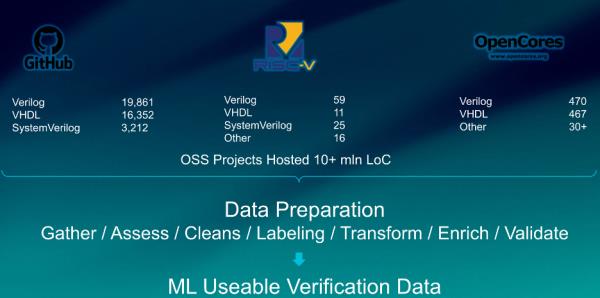 GitHub
Verilog 19,861
VHDL 16,352
SystemVerilog 3,212
RISC-V
Verilog 59
VHDL 11
SystemVerilog 25
Other 16
OpenCores
www.opencores.org
Verilog 470
VHDL 467
Other 30+
OSS Projects Hosted 10+ mln LoC
Data Preparation
Gather / Assess / Cleans / Labeling / Transform / Enrich / Validate
ML Useable Verification Data